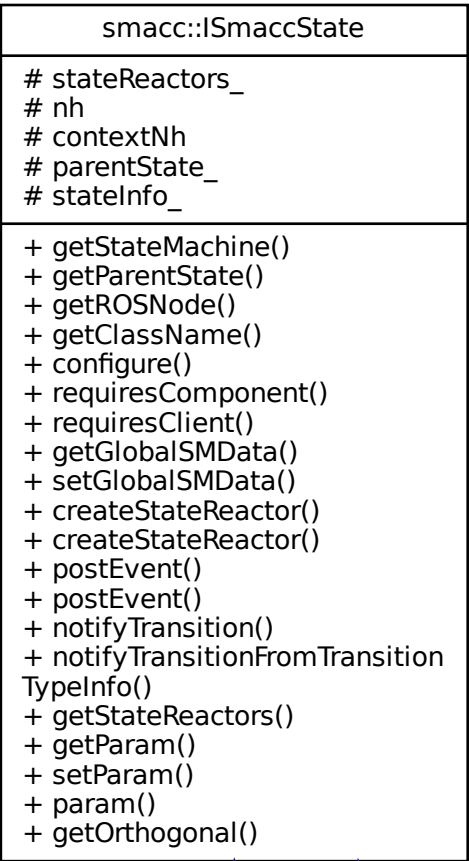 smacc::ISmaccState
# stateReactors_
# nh
# contextNh
# parentState_
# stateInfo_
+ getStateMachine()
+ getParentState()
+ getROSNode()
+ getClassName()
+ configure()
+ requiresComponent()
+ requiresClient()
+ getGlobalSMData()
+ setGlobalSMData()
+ createStateReactor()
+ createStateReactor()
+ postEvent()
+ postEvent()
+ notifyTransition()
+ notifyTransitionFromTransition
TypeInfo()
+ getStateReactors()
+ getParam()
+ setParam()
+ param()
+ getOrthogonal()